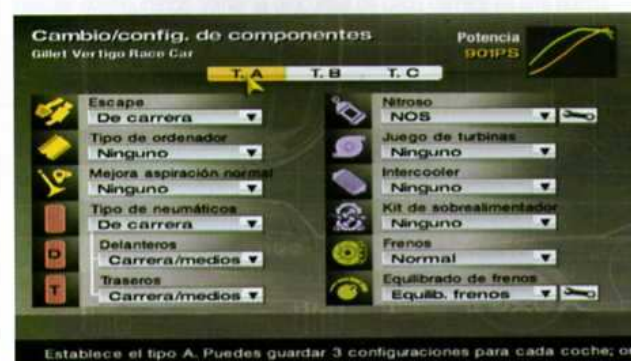 Cambio/config. de componentes
Gillet Vertigo Race Car
Potencia
901PS
T. A
T. B
T. C
Escape
De carrera
Tipo de ordenador
Ninguno
Mejora aspiración normal
Ninguno
Tipo de neumáticos
De carrera
D
Delanteros
Carrera/medios
T
Traseros
Carrera/medios
Nitroso
NOS
Juego de turbinas
Ninguno
Intercooler
Ninguno
Kit de sobrealimentador
Ninguno
Frenos
Normal
Equilibrado de frenos
Equilib. frenos
Establece el tipo A. Puedes guardar 3 configuraciones para cada coche;